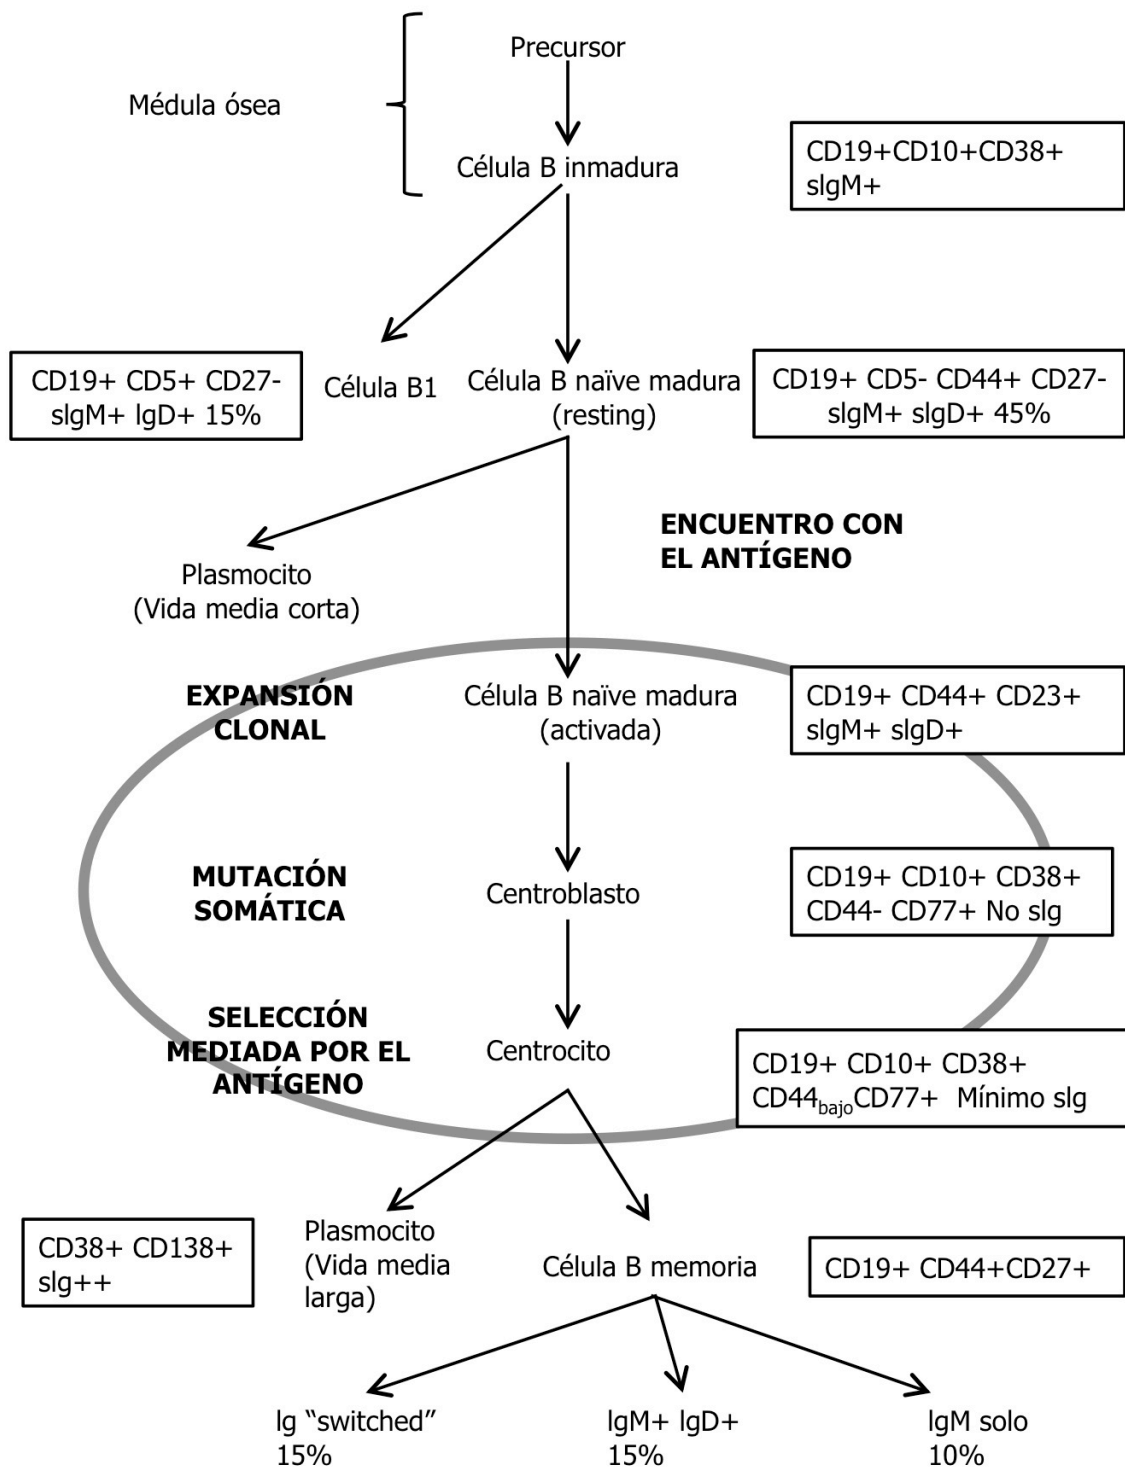 Precursor
Médula ósea
Célula B inmadura
CD19+CD10+CD38+
sIgM+
CD19+ CD5+ CD27-
sIgM+ IgD+ 15%
Célula B1
Célula B naïve madura
(resting)
CD19+ CD5- CD44+ CD27-
sIgM+ sIgD+ 45%
ENCUENTRO CON
EL ANTÍGENO
Plasmocito
(Vida media corta)
EXPANSIÓN
CLONAL
Célula B naïve madura
(activada)
CD19+ CD44+ CD23+
sIgM+ sIgD+
MUTACIÓN
SOMÁTICA
Centroblasto
CD19+ CD10+ CD38+
CD44- CD77+ No sIg
SELECCIÓN
MEDIADA POR EL
ANTÍGENO
Centrocito
CD19+ CD10+ CD38+
CD44bajoCD77+ Mínimo sIg
CD38+ CD138+
sIg++
Plasmocito
(Vida media
larga)
Célula B memoria
CD19+ CD44+CD27+
Ig “switched”
15%
IgM+ IgD+
15%
IgM solo
10%